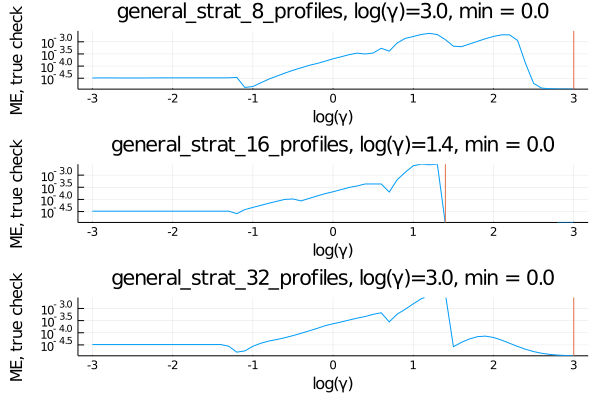 general_strat_8_profiles, log(γ)=3.0, min = 0.0
ME, true check
10^-3.0
10^-3.5
10^-4.0
10^-4.5
-3 -2 -1 0 1 2 3
log(γ)
general_strat_16_profiles, log(γ)=1.4, min = 0.0
ME, true check
10^-3.0
10^-3.5
10^-4.0
10^-4.5
-3 -2 -1 0 1 2 3
log(γ)
general_strat_32_profiles, log(γ)=3.0, min = 0.0
ME, true check
10^-3.0
10^-3.5
10^-4.0
10^-4.5
-3 -2 -1 0 1 2 3
log(γ)